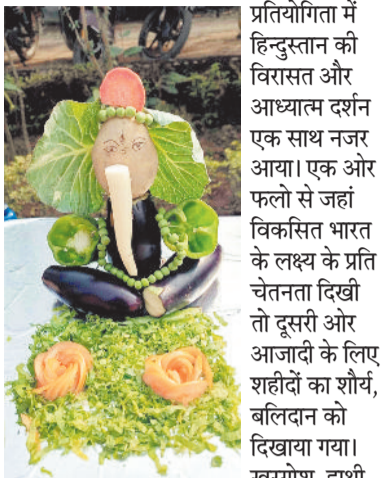 प्रतियोगिता में
हिन्दुस्तान की
विरासत और
आध्यात्म दर्शन
एक साथ नजर
आया। एक ओर
फलो से जहां
विकसित भारत
के लक्ष्य के प्रति
चेतनता दिखी
तो दूसरी ओर
आजादी के लिए
शहीदों का शौर्य,
बलिदान को
दिखाया गया।